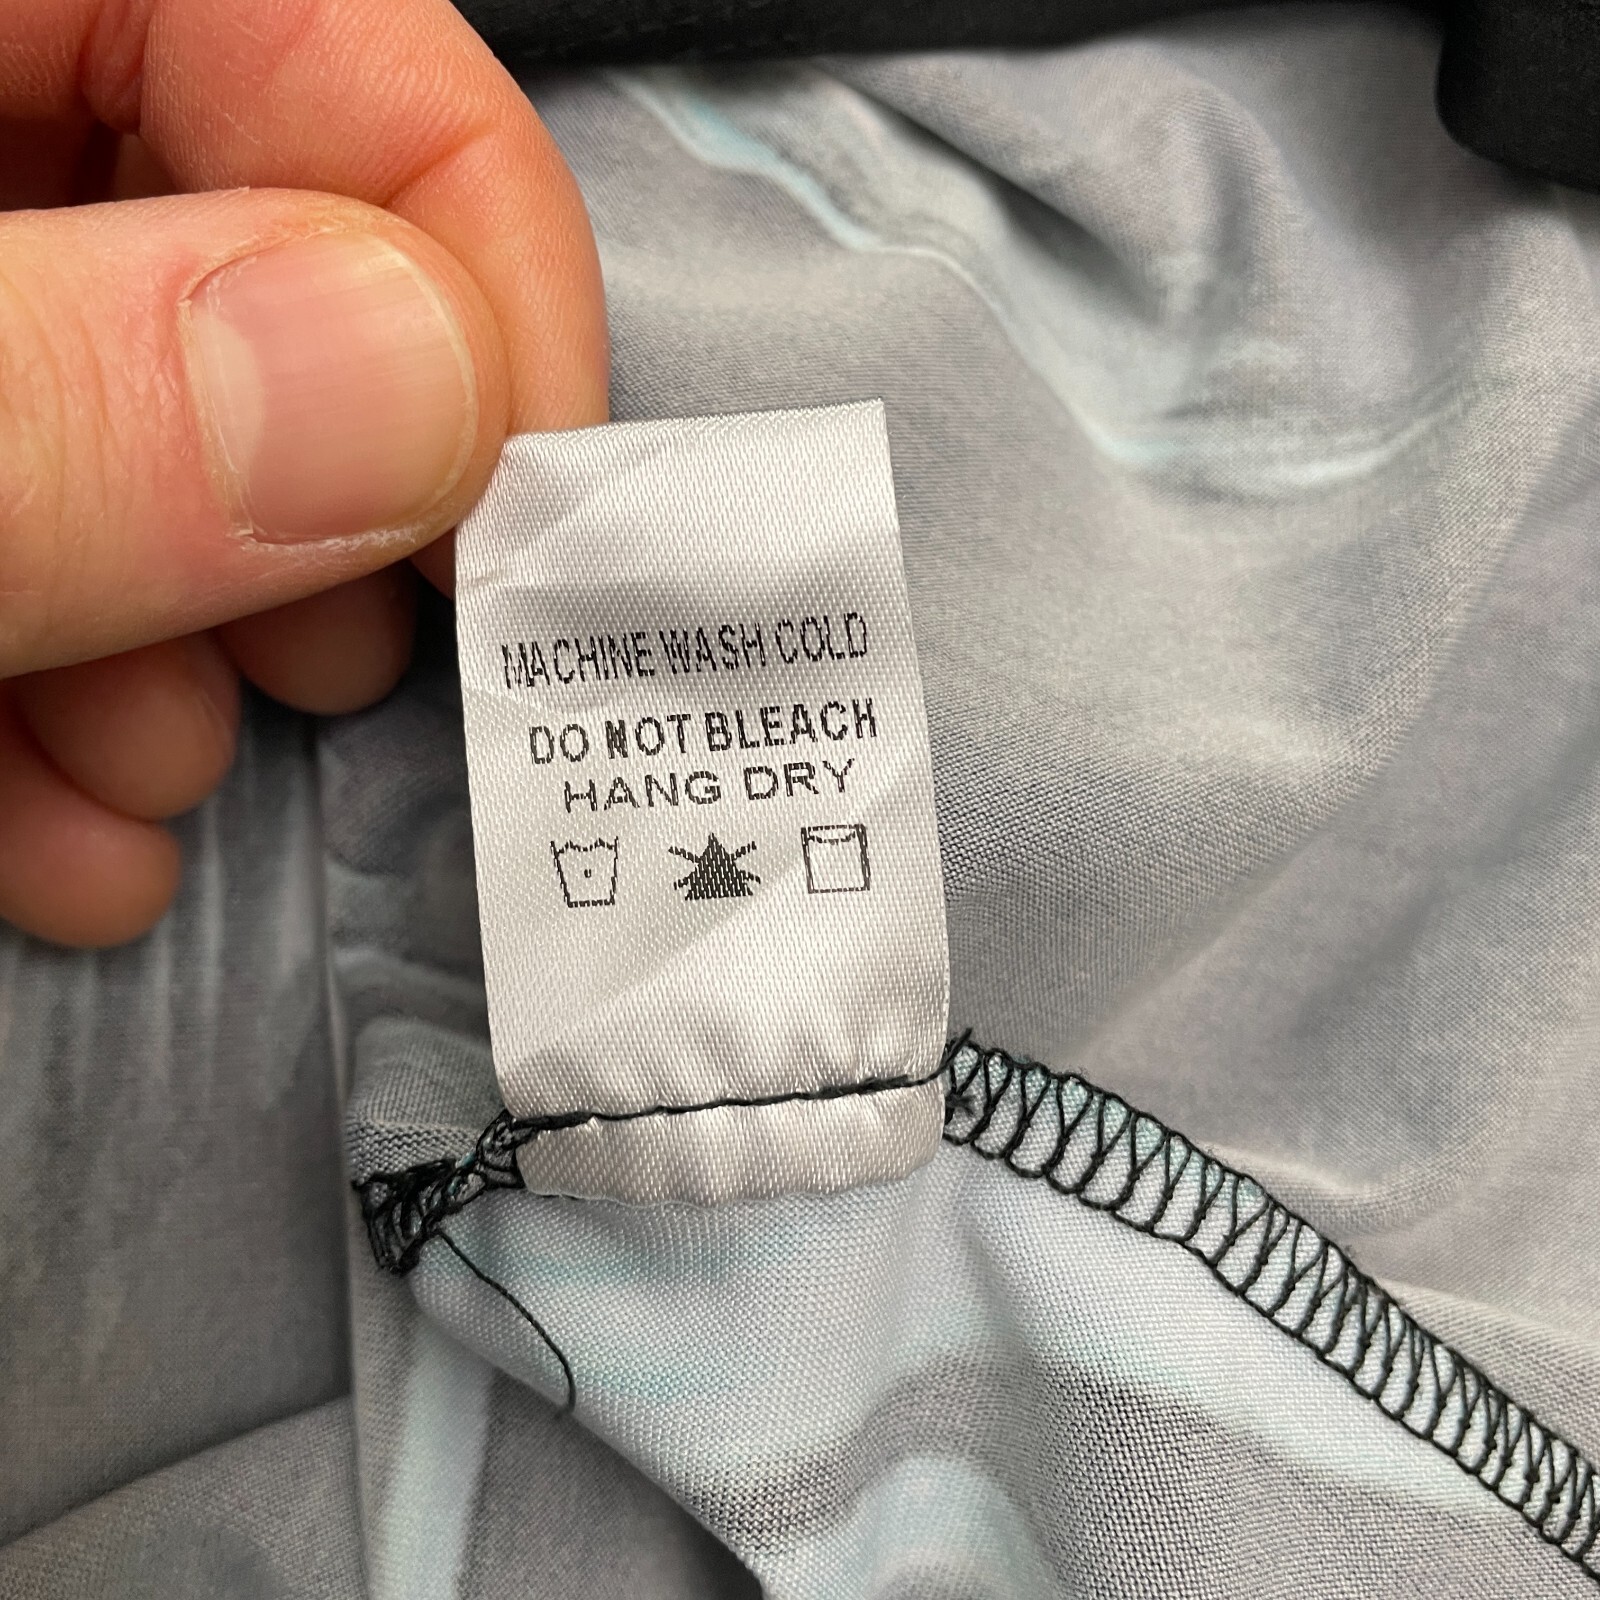 MACHINE WASH COLD
DO NOT BLEACH
HANG DRY